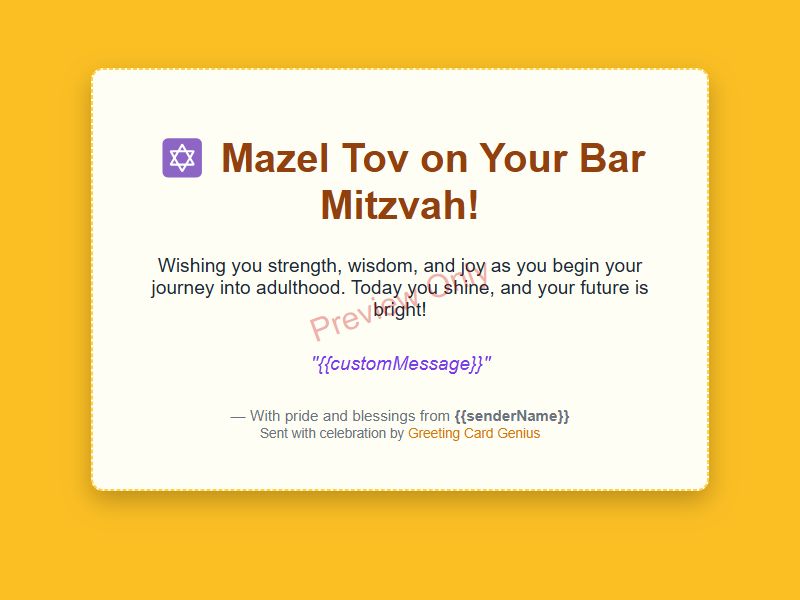 ✡ Mazel Tov on Your Bar
Mitzvah!
Wishing you strength, wisdom, and joy as you begin your
journey into adulthood. Today you shine, and your future is
bright!
Preview Only
"{{customMessage}}"
— With pride and blessings from {{senderName}}
Sent with celebration by Greeting Card Genius